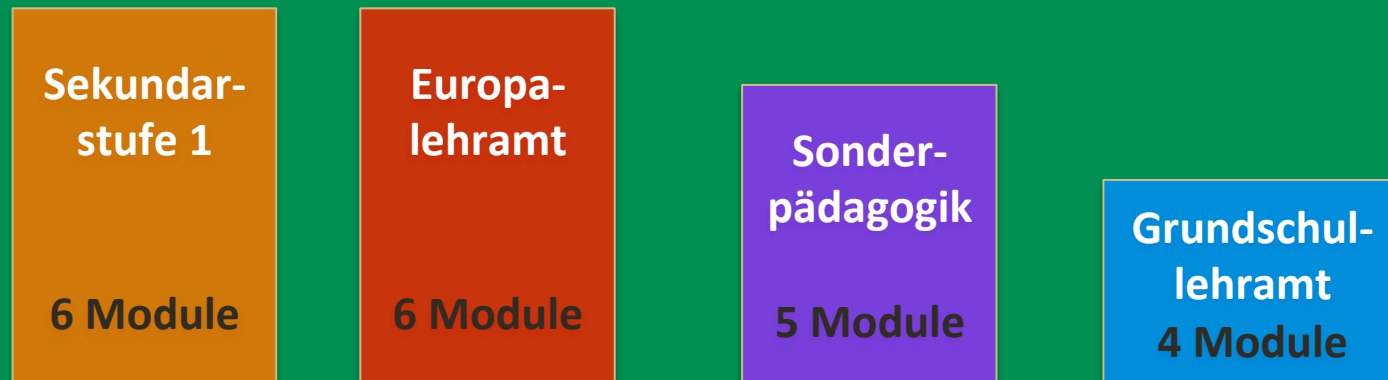 Sekundar-
stufe 1
6 Module
Europa-
lehramt
6 Module
Sonder-
pädagogik
5 Module
Grundschul-
lehramt
4 Module